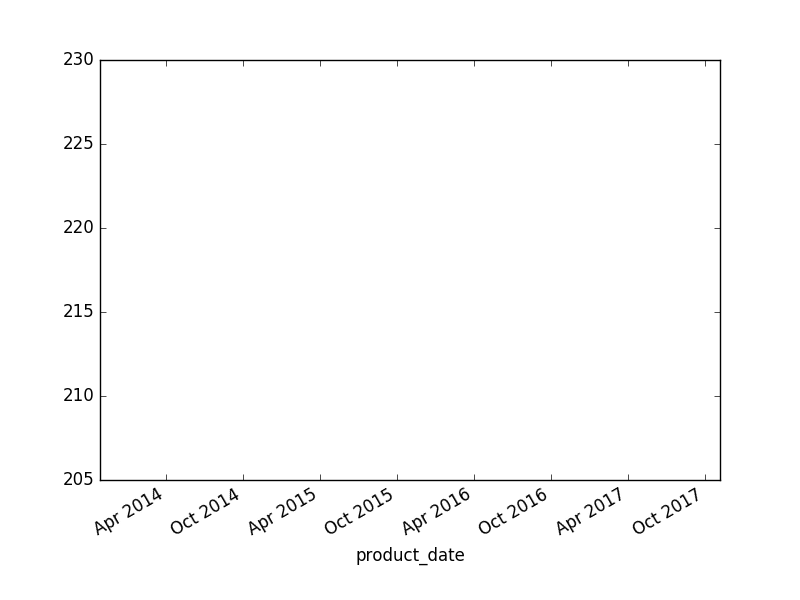 230
225
220
215
210
205
Apr 2014
Oct 2014
Apr 2015
Oct 2015
Apr 2016
Oct 2016
Apr 2017
Oct 2017
product_date